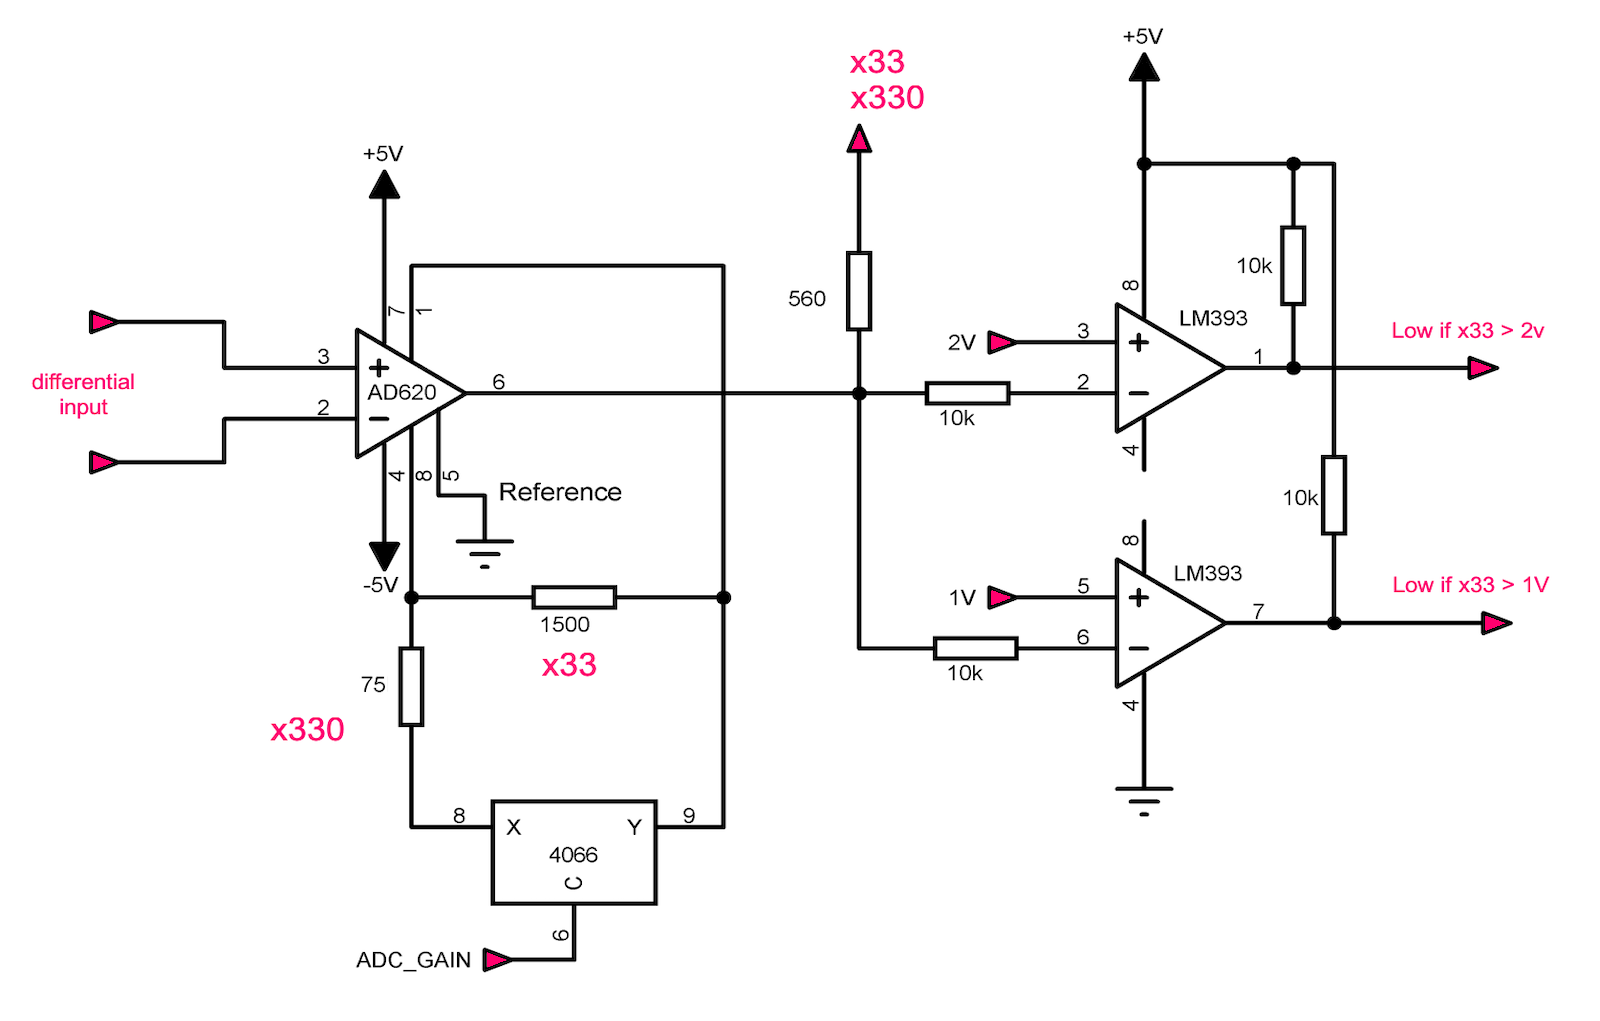 x33
x330
+5V
+5V
7
1
8
10k
LM393
560
differential
input
3
AD620
2
6
2V
3
2
10k
1
Low if x33 > 2v
4
8
5
Reference
-5V
4
10k
8
LM393
1500
x33
75
x330
1V
5
6
10k
7
Low if x33 > 1V
4
8
X
Y
9
4066
C
6
ADC_GAIN